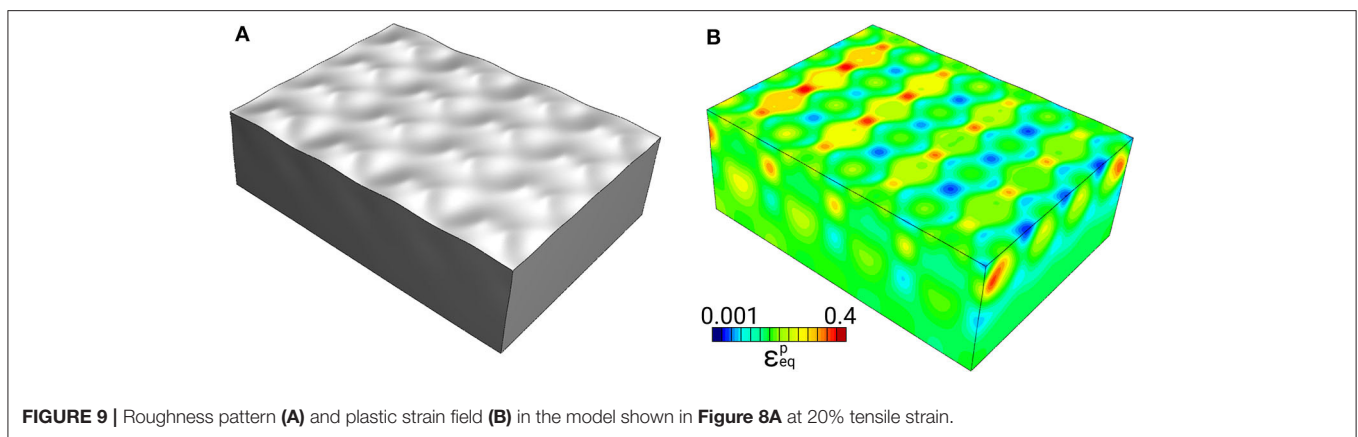 A
B
0.001 0.4
ε^p_eq
FIGURE 9 | Roughness pattern (A) and plastic strain field (B) in the model shown in Figure 8A at 20% tensile strain.